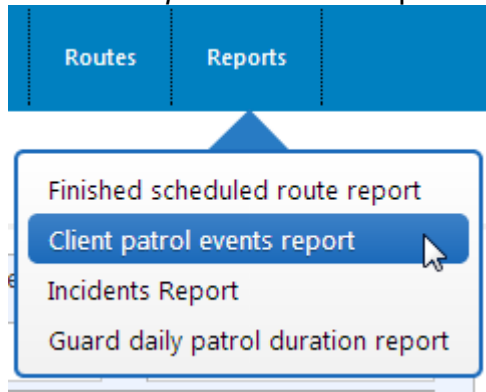 Routes Reports
Finished scheduled route report
Client patrol events report
Incidents Report
Guard daily patrol duration report